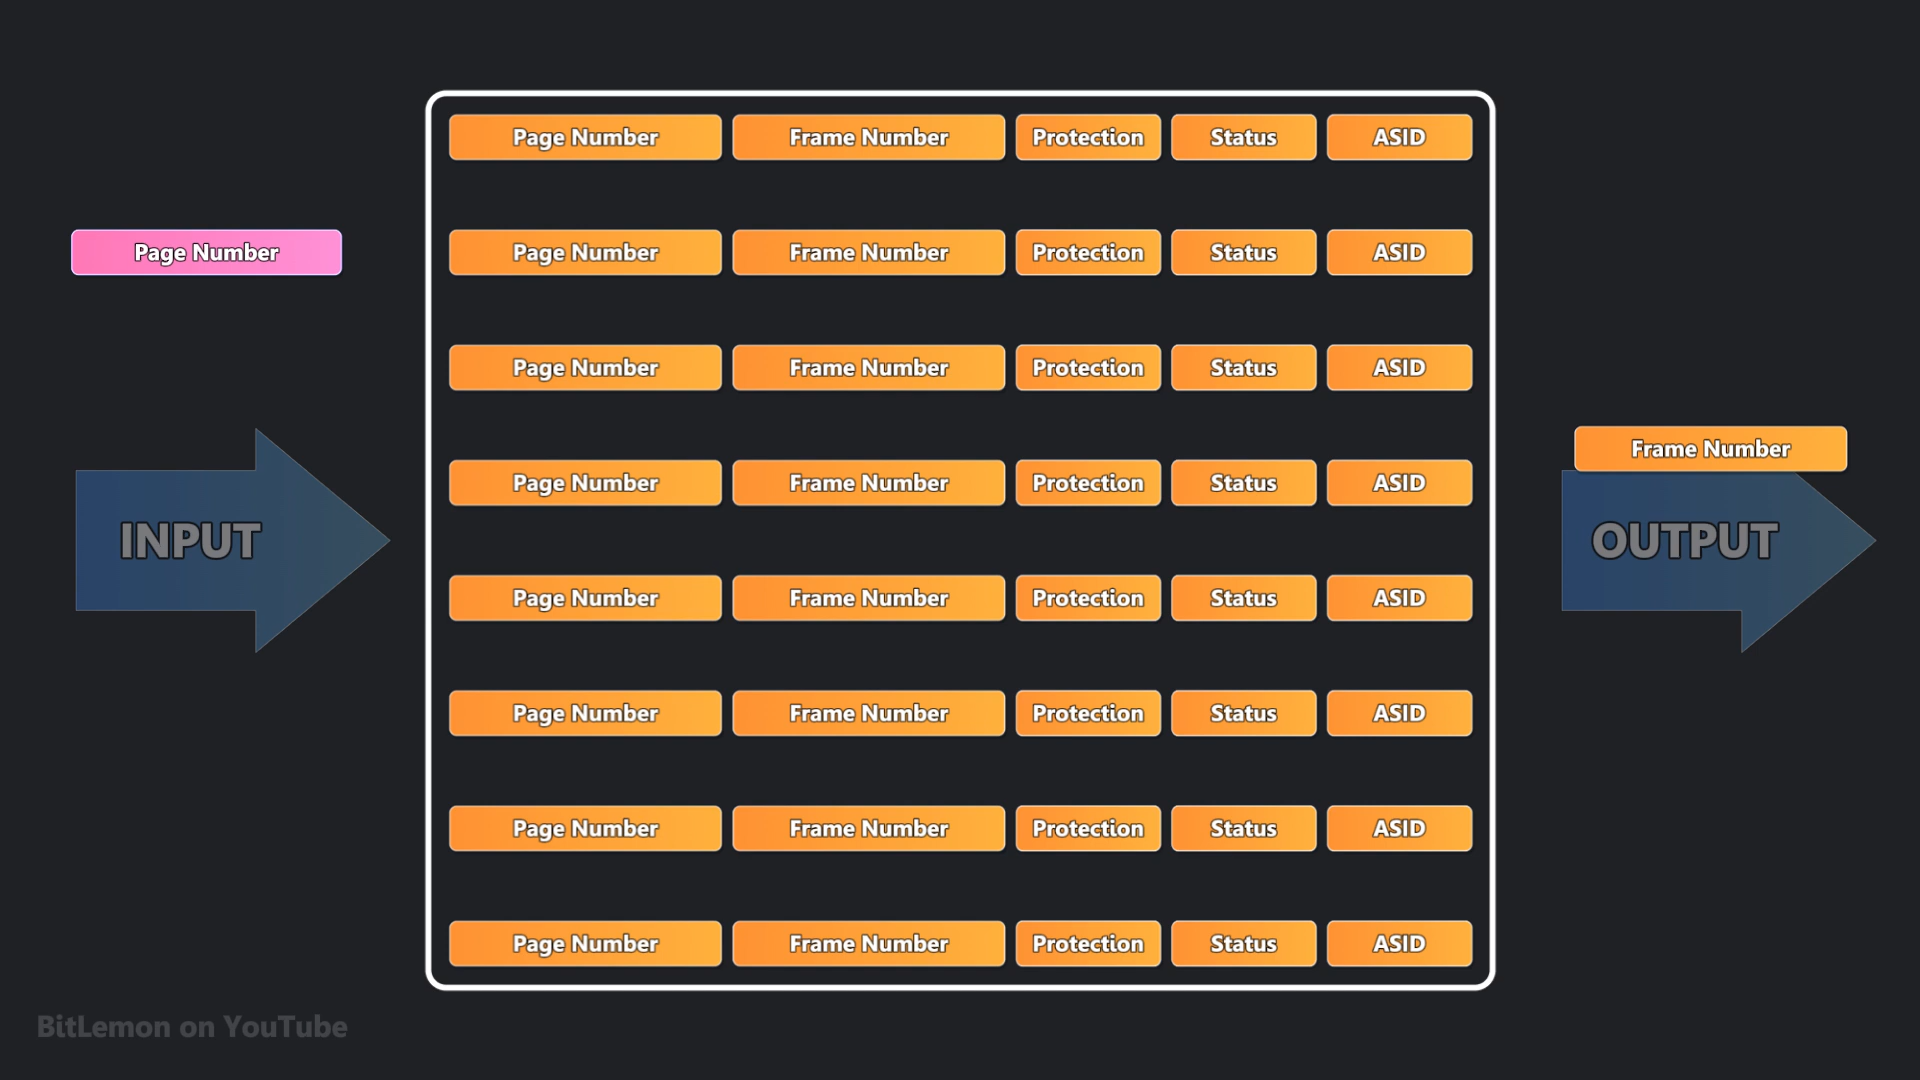 Page Number Frame Number Protection Status ASID
Page Number
Page Number Frame Number Protection Status ASID
Page Number Frame Number Protection Status ASID
Frame Number
Page Number Frame Number Protection Status ASID
INPUT
OUTPUT
Page Number Frame Number Protection Status ASID
Page Number Frame Number Protection Status ASID
Page Number Frame Number Protection Status ASID
Page Number Frame Number Protection Status ASID
BitLemon on YouTube